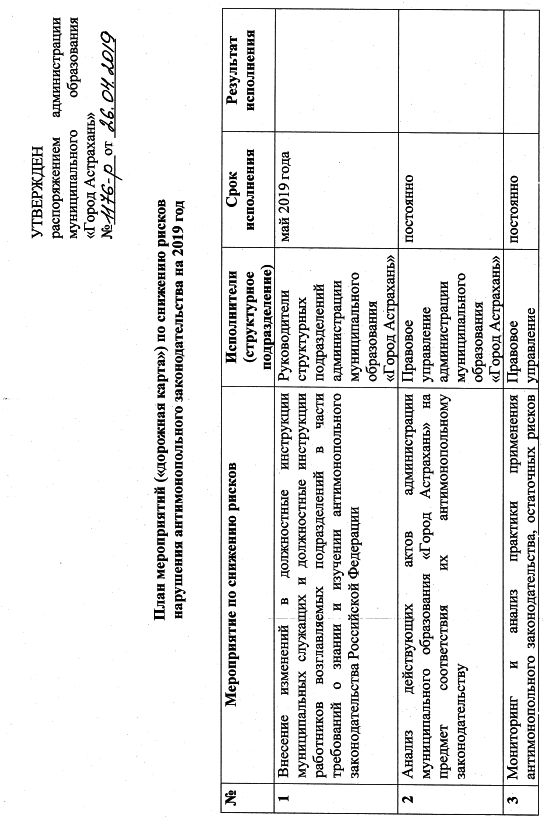 УТВЕРЖДЕН
распоряжением администрации
муниципального образования
«Город Астрахань»
№ 1176-р от 26.04.2019
План мероприятий («дорожная карта») по снижению рисков
нарушения антимонопольного законодательства на 2019 год
№
Мероприятие по снижению рисков
Исполнители
(структурное
подразделение)
Срок
исполнения
Результат
исполнения
1
Внесение изменений в должностные инструкции
муниципальных служащих и должностные инструкции
работников возглавляемых подразделений в части
требований о знании и изучении антимонопольного
законодательства Российской Федерации
Руководители
структурных
подразделений
администрации
муниципального
образования
«Город Астрахань»
май 2019 года
2
Анализ действующих актов администрации
муниципального образования «Город Астрахань» на
предмет соответствия их антимонопольному
законодательству
Правовое
управление
администрации
муниципального
образования
«Город Астрахань»
постоянно
3
Мониторинг и анализ практики применения
антимонопольного законодательства, остаточных рисков
Правовое
управление
постоянно